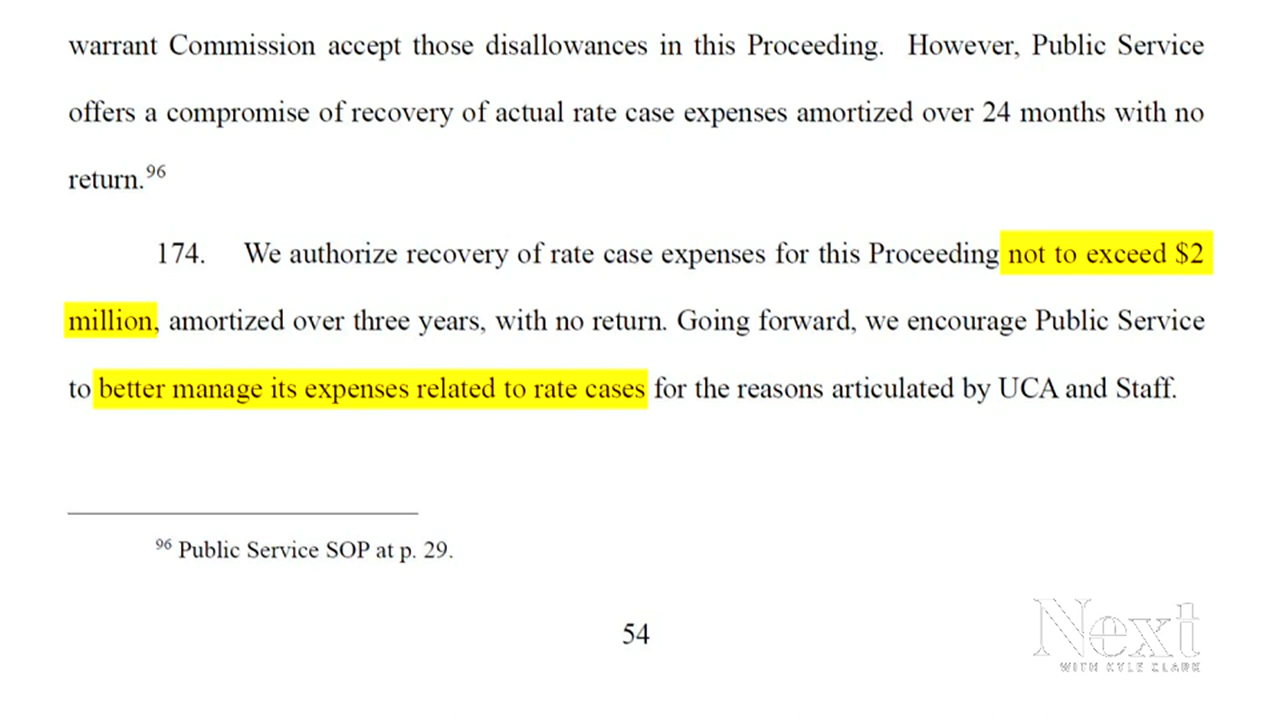 warrant Commission accept those disallowances in this Proceeding. However, Public Service
offers a compromise of recovery of actual rate case expenses amortized over 24 months with no
return.96
174. We authorize recovery of rate case expenses for this Proceeding not to exceed $2
million, amortized over three years, with no return. Going forward, we encourage Public Service
to better manage its expenses related to rate cases for the reasons articulated by UCA and Staff.
96 Public Service SOP at p. 29.
54
Next
WITH KYLE CLARK